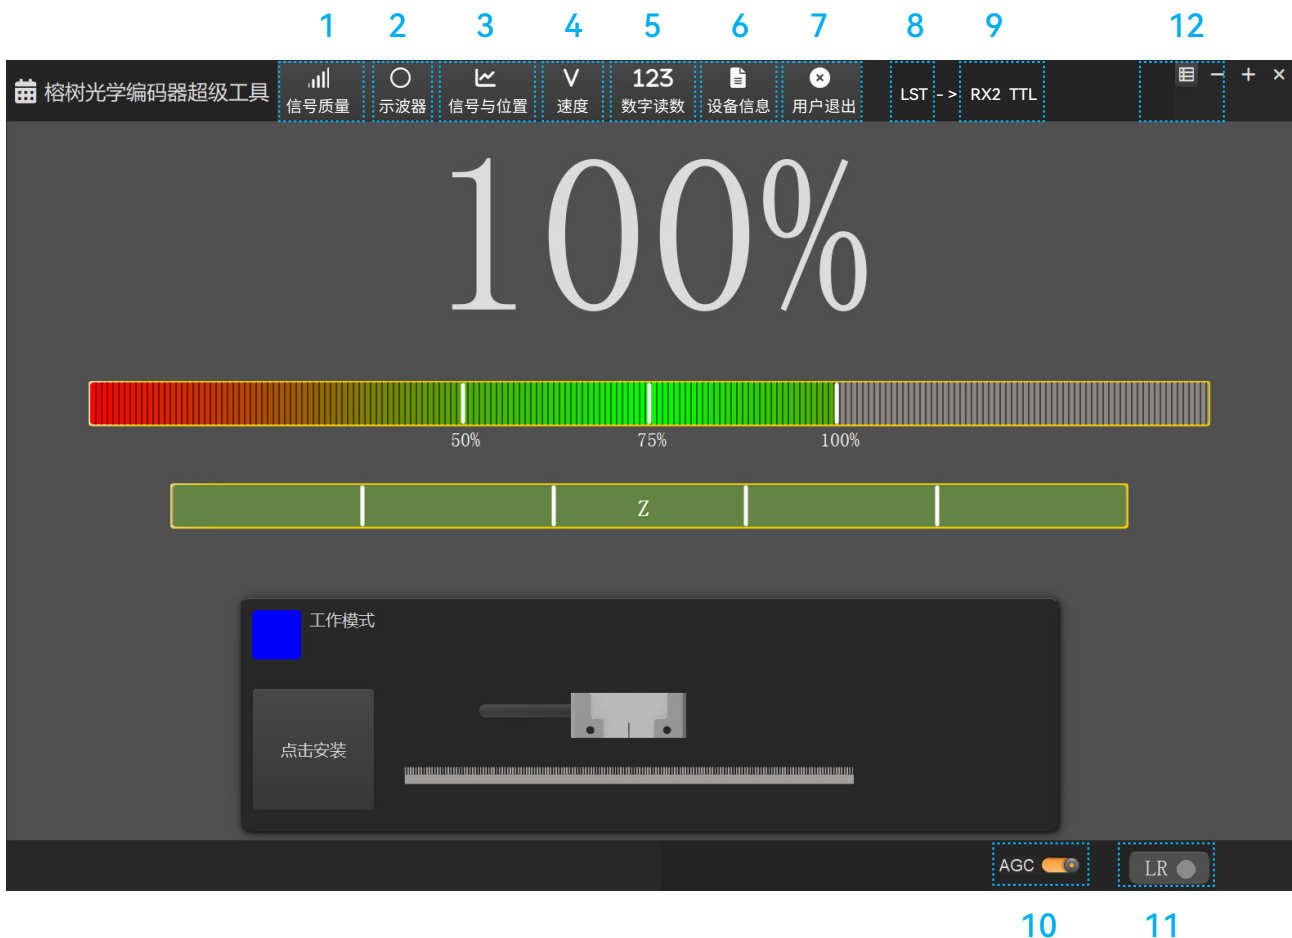 1 2 3 4 5 6 7 8 9 12
榕树光学编码器超级工具
信号质量
示波器
信号与位置
V
速度
123
数字读数
设备信息
用户退出
LST -> RX2 TTL
100%
50% 75% 100%
Z
工作模式
点击安装
AGC
LR
10 11